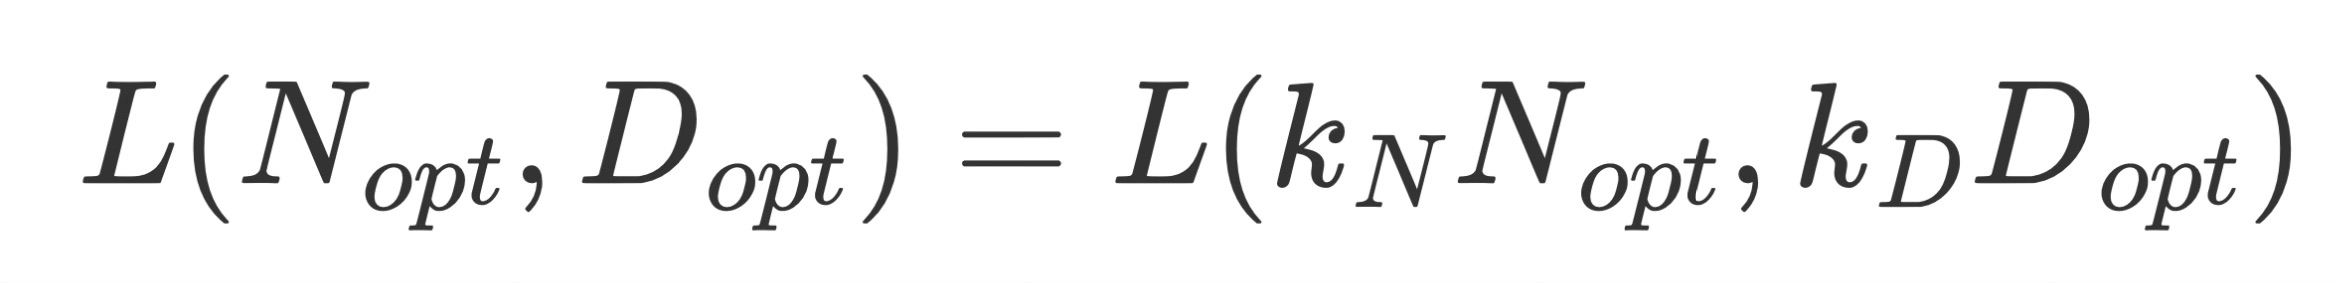 L(N_{opt}, D_{opt}) = L(k_N N_{opt}, k_D D_{opt})